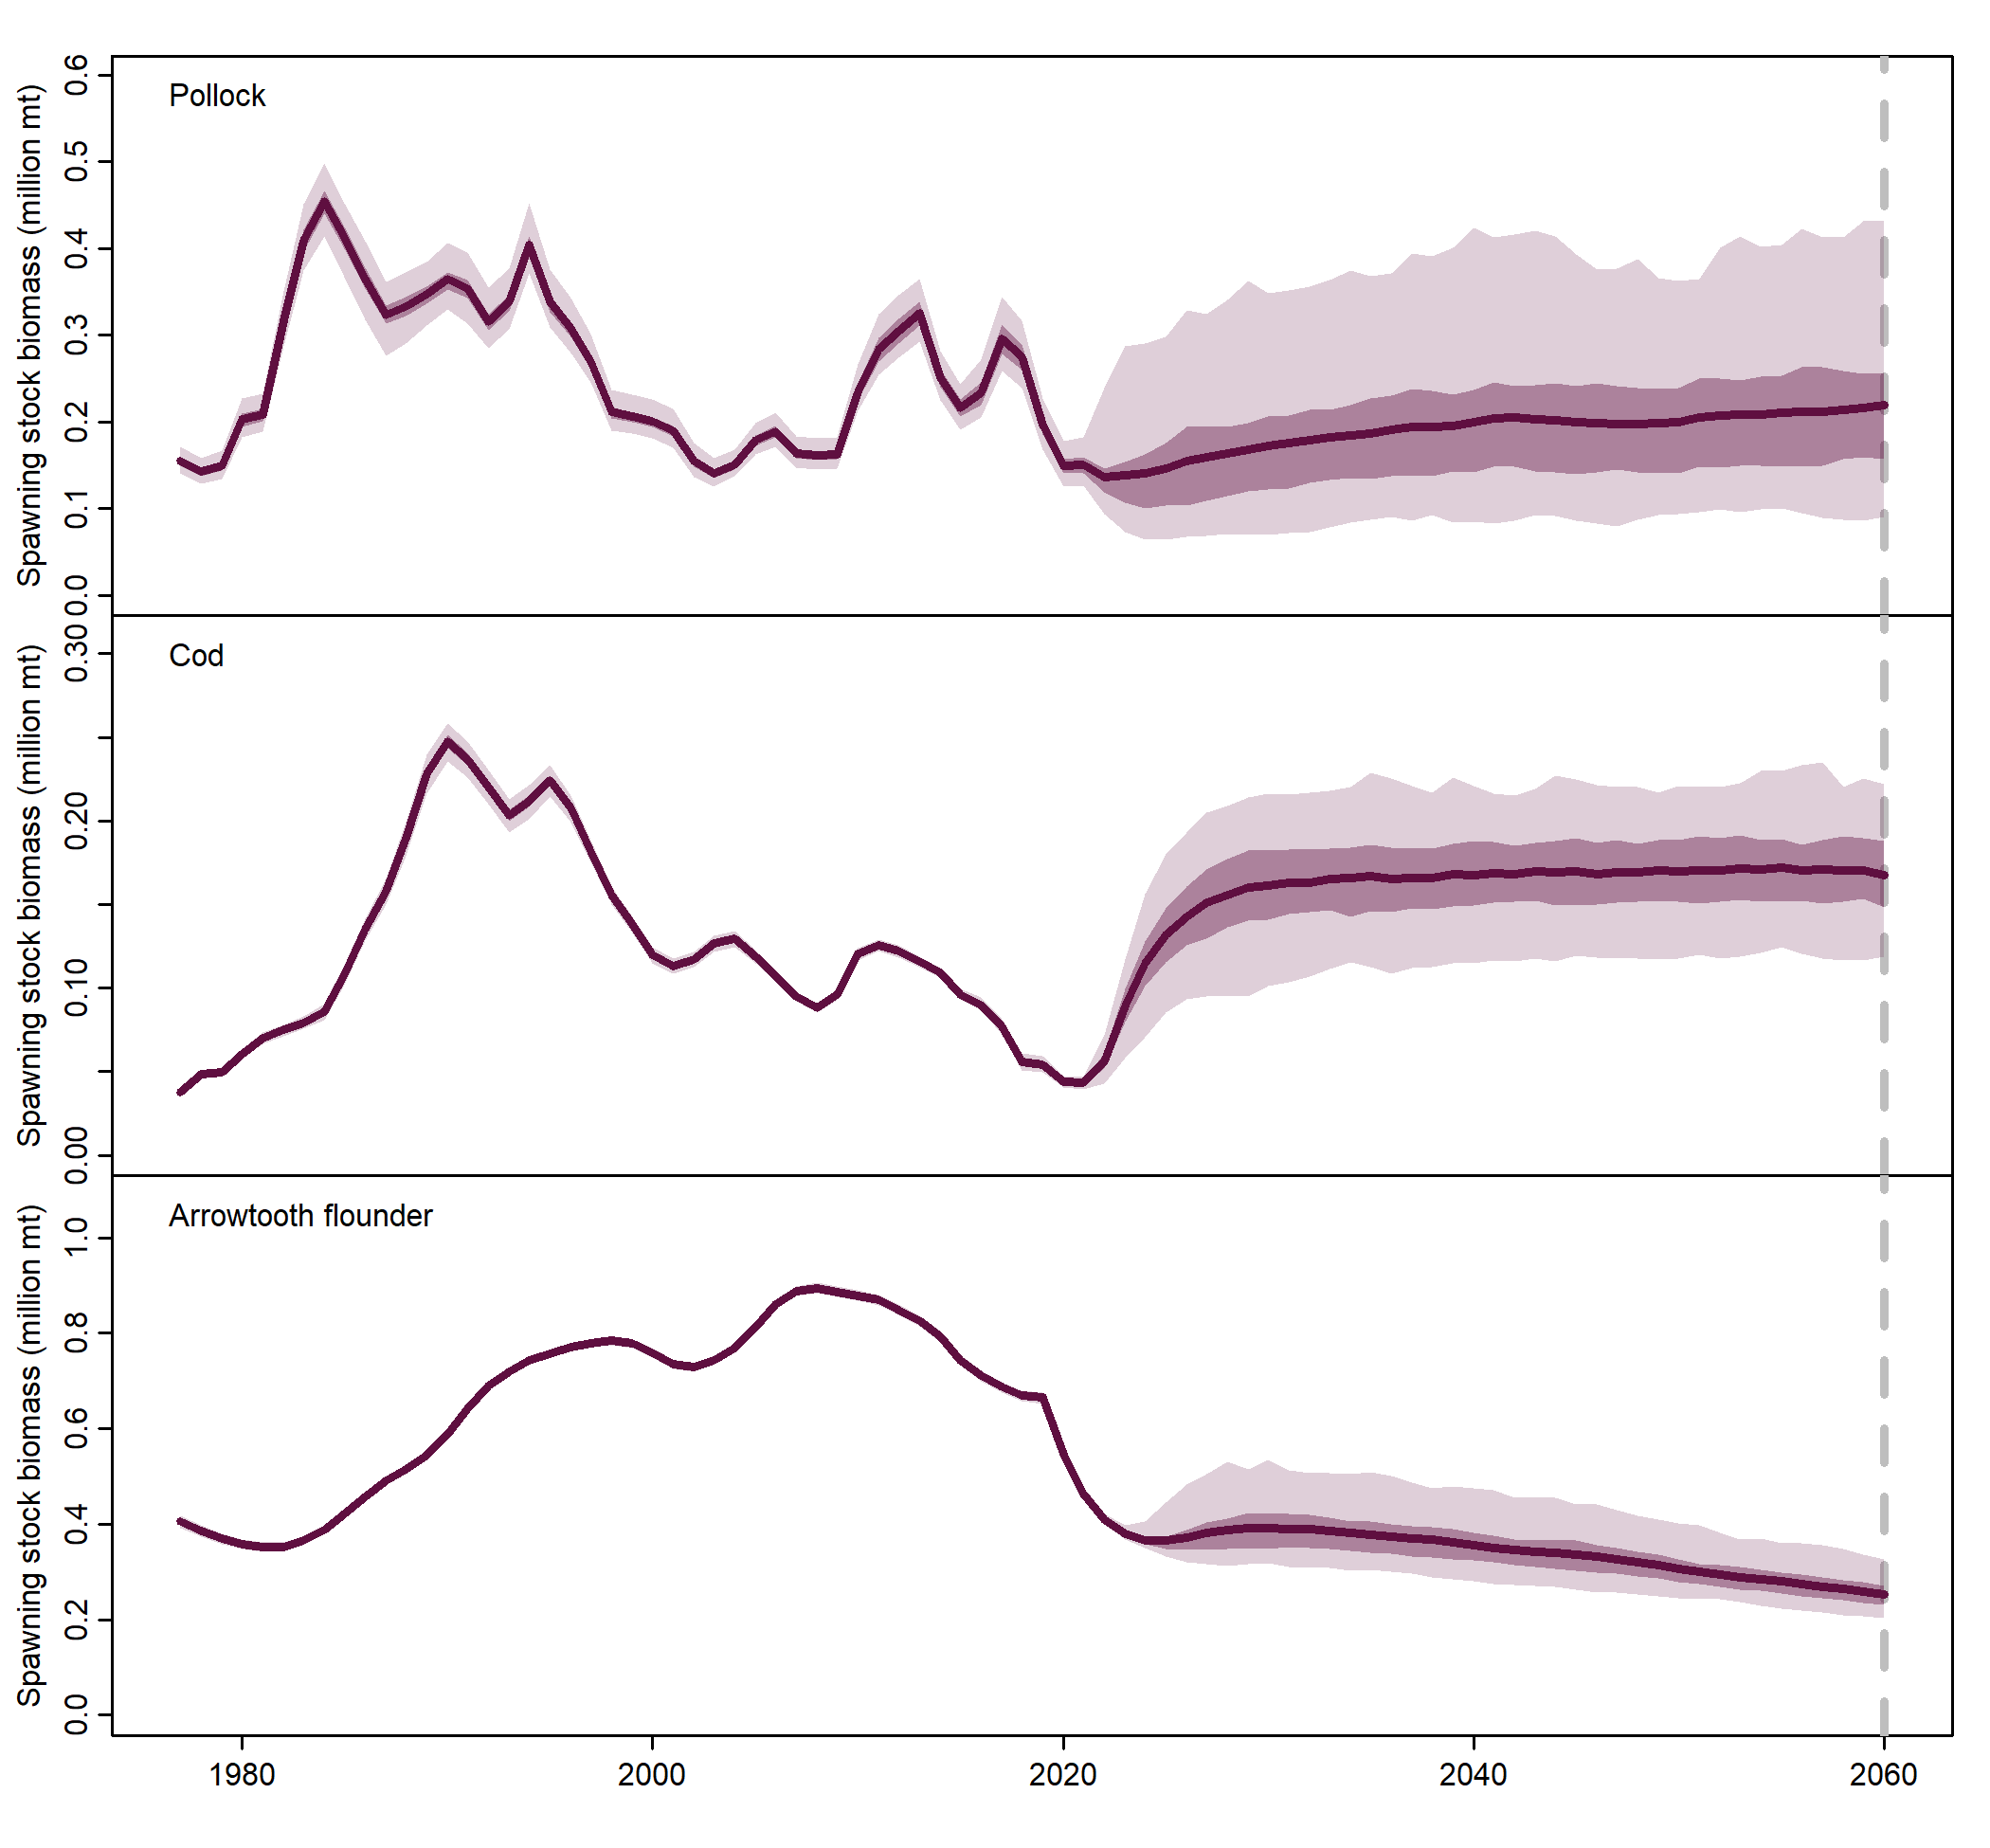 Pollock
Spawning stock biomass (million mt)
0.6
0.5
0.4
0.3
0.2
0.1
0.0
Cod
Spawning stock biomass (million mt)
0.30
0.20
0.10
0.00
Arrowtooth flounder
Spawning stock biomass (million mt)
1.0
0.8
0.6
0.4
0.2
0.0
1980 2000 2020 2040 2060